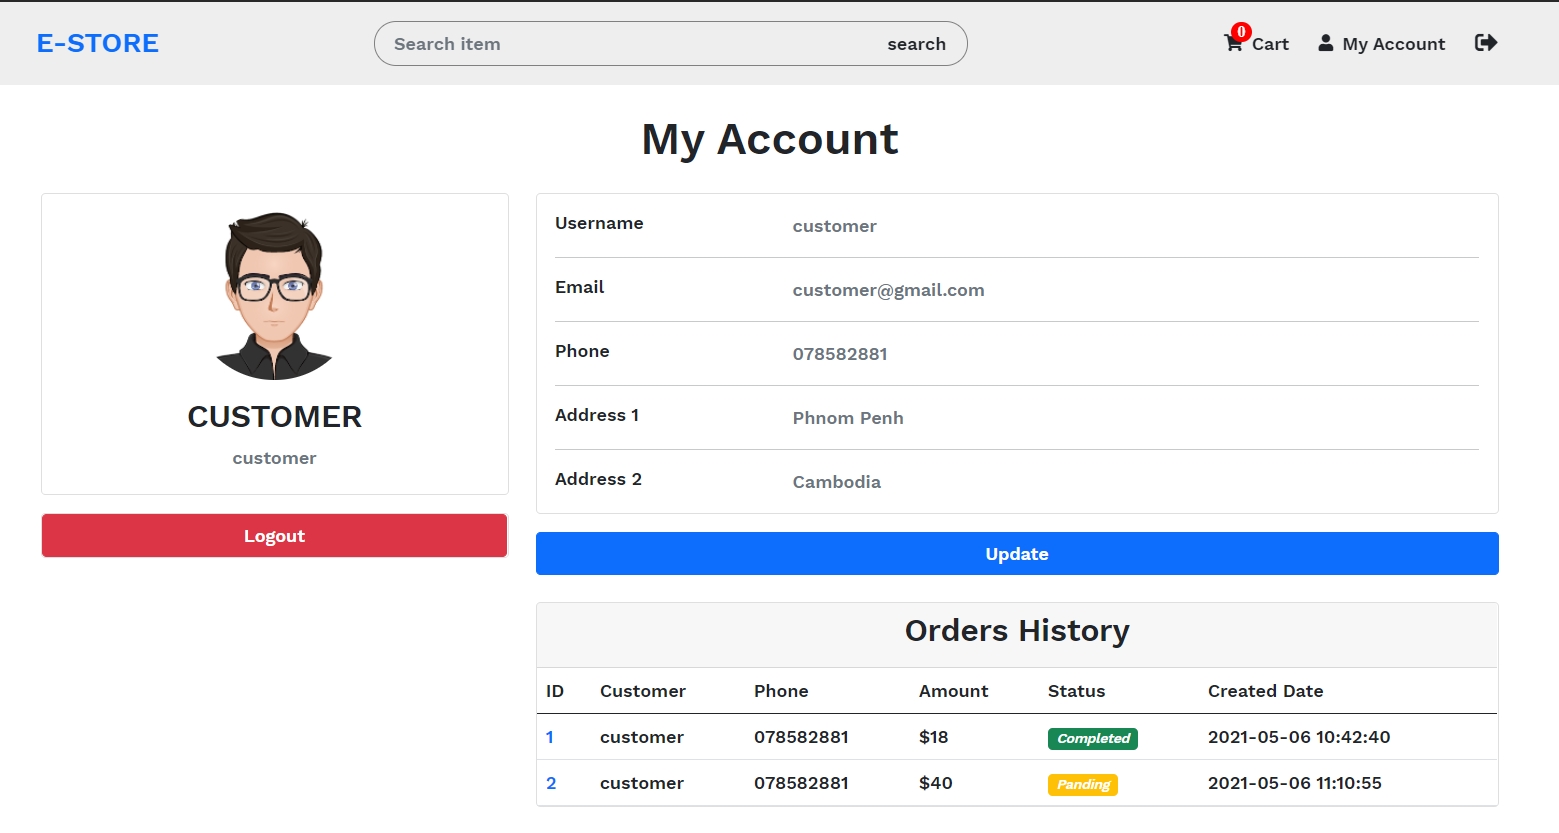 E-STORE Search item search 0 Cart My Account
My Account
CUSTOMER
customer
Logout
Username customer
Email customer@gmail.com
Phone 078582881
Address 1 Phnom Penh
Address 2 Cambodia
Update
Orders History
ID Customer Phone Amount Status Created Date
1 customer 078582881 $18 Completed 2021-05-06 10:42:40
2 customer 078582881 $40 Panding 2021-05-06 11:10:55